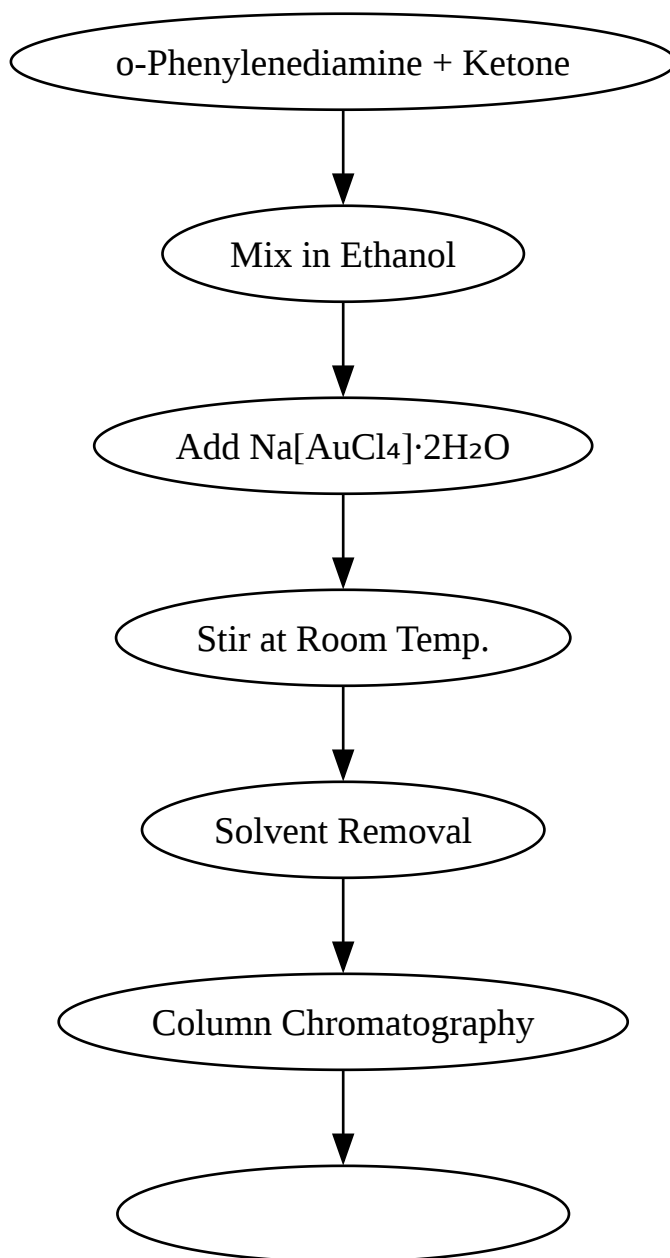 o-Phenylenediamine + Ketone
Mix in Ethanol
Add Na[AuCl₄]·2H₂O
Stir at Room Temp.
Solvent Removal
Column Chromatography